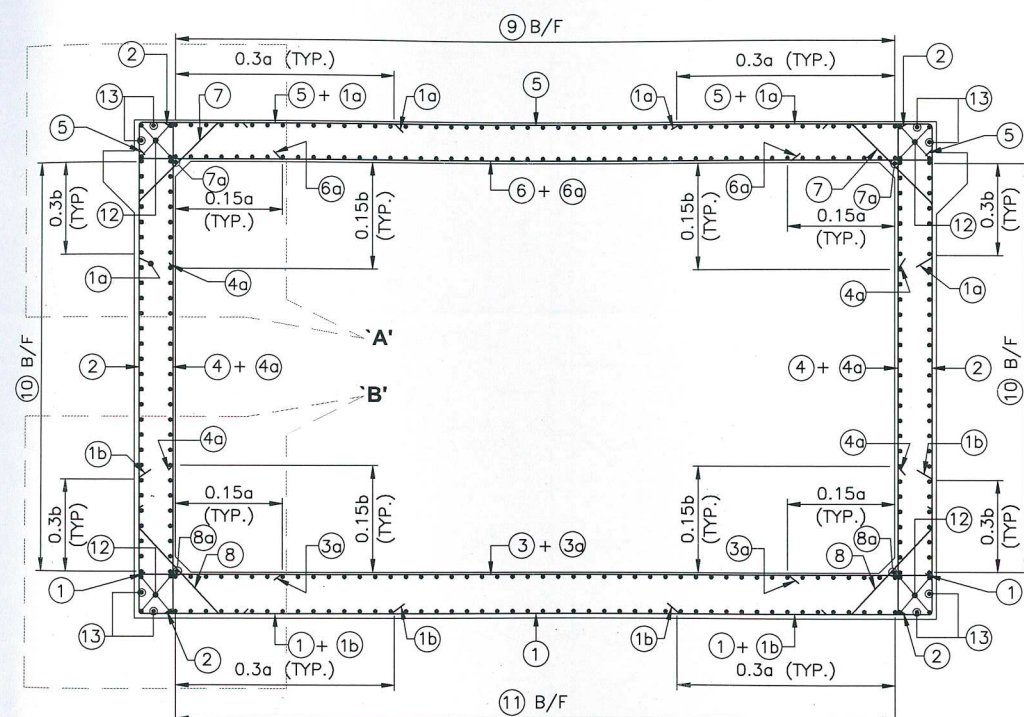 9 B/F
0.3a (TYP.)
0.3a (TYP.)
2
13
7
5 + 1a
1a
5
1a
5 + 1a
2
13
5
5
7a
6a
6 + 6a
6a
7
7a
12
0.15a
(TYP.)
0.15a
(TYP.)
12
0.3b
(TYP)
0.15b
(TYP.)
0.15b
(TYP.)
0.3b
(TYP.)
1a
4a
4a
1a
`A'
10 B/F
2
4 + 4a
4 + 4a
2
10 B/F
`B'
1b
4a
4a
1b
0.3b
(TYP)
0.15a
(TYP.)
0.15b
(TYP.)
0.15b
(TYP.)
0.15a
(TYP.)
0.3b
(TYP.)
12
8a
8
3a
3 + 3a
3a
8a
8
12
1
1
13
2
1 + 1b
1b
1
1b
1 + 1b
2
13
0.3a (TYP.)
0.3a (TYP.)
11 B/F